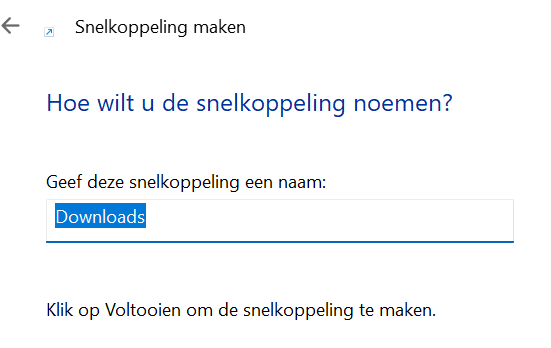 Snelkoppeling maken
Hoe wilt u de snelkoppeling noemen?
Geef deze snelkoppeling een naam:
Downloads
Klik op Voltooien om de snelkoppeling te maken.